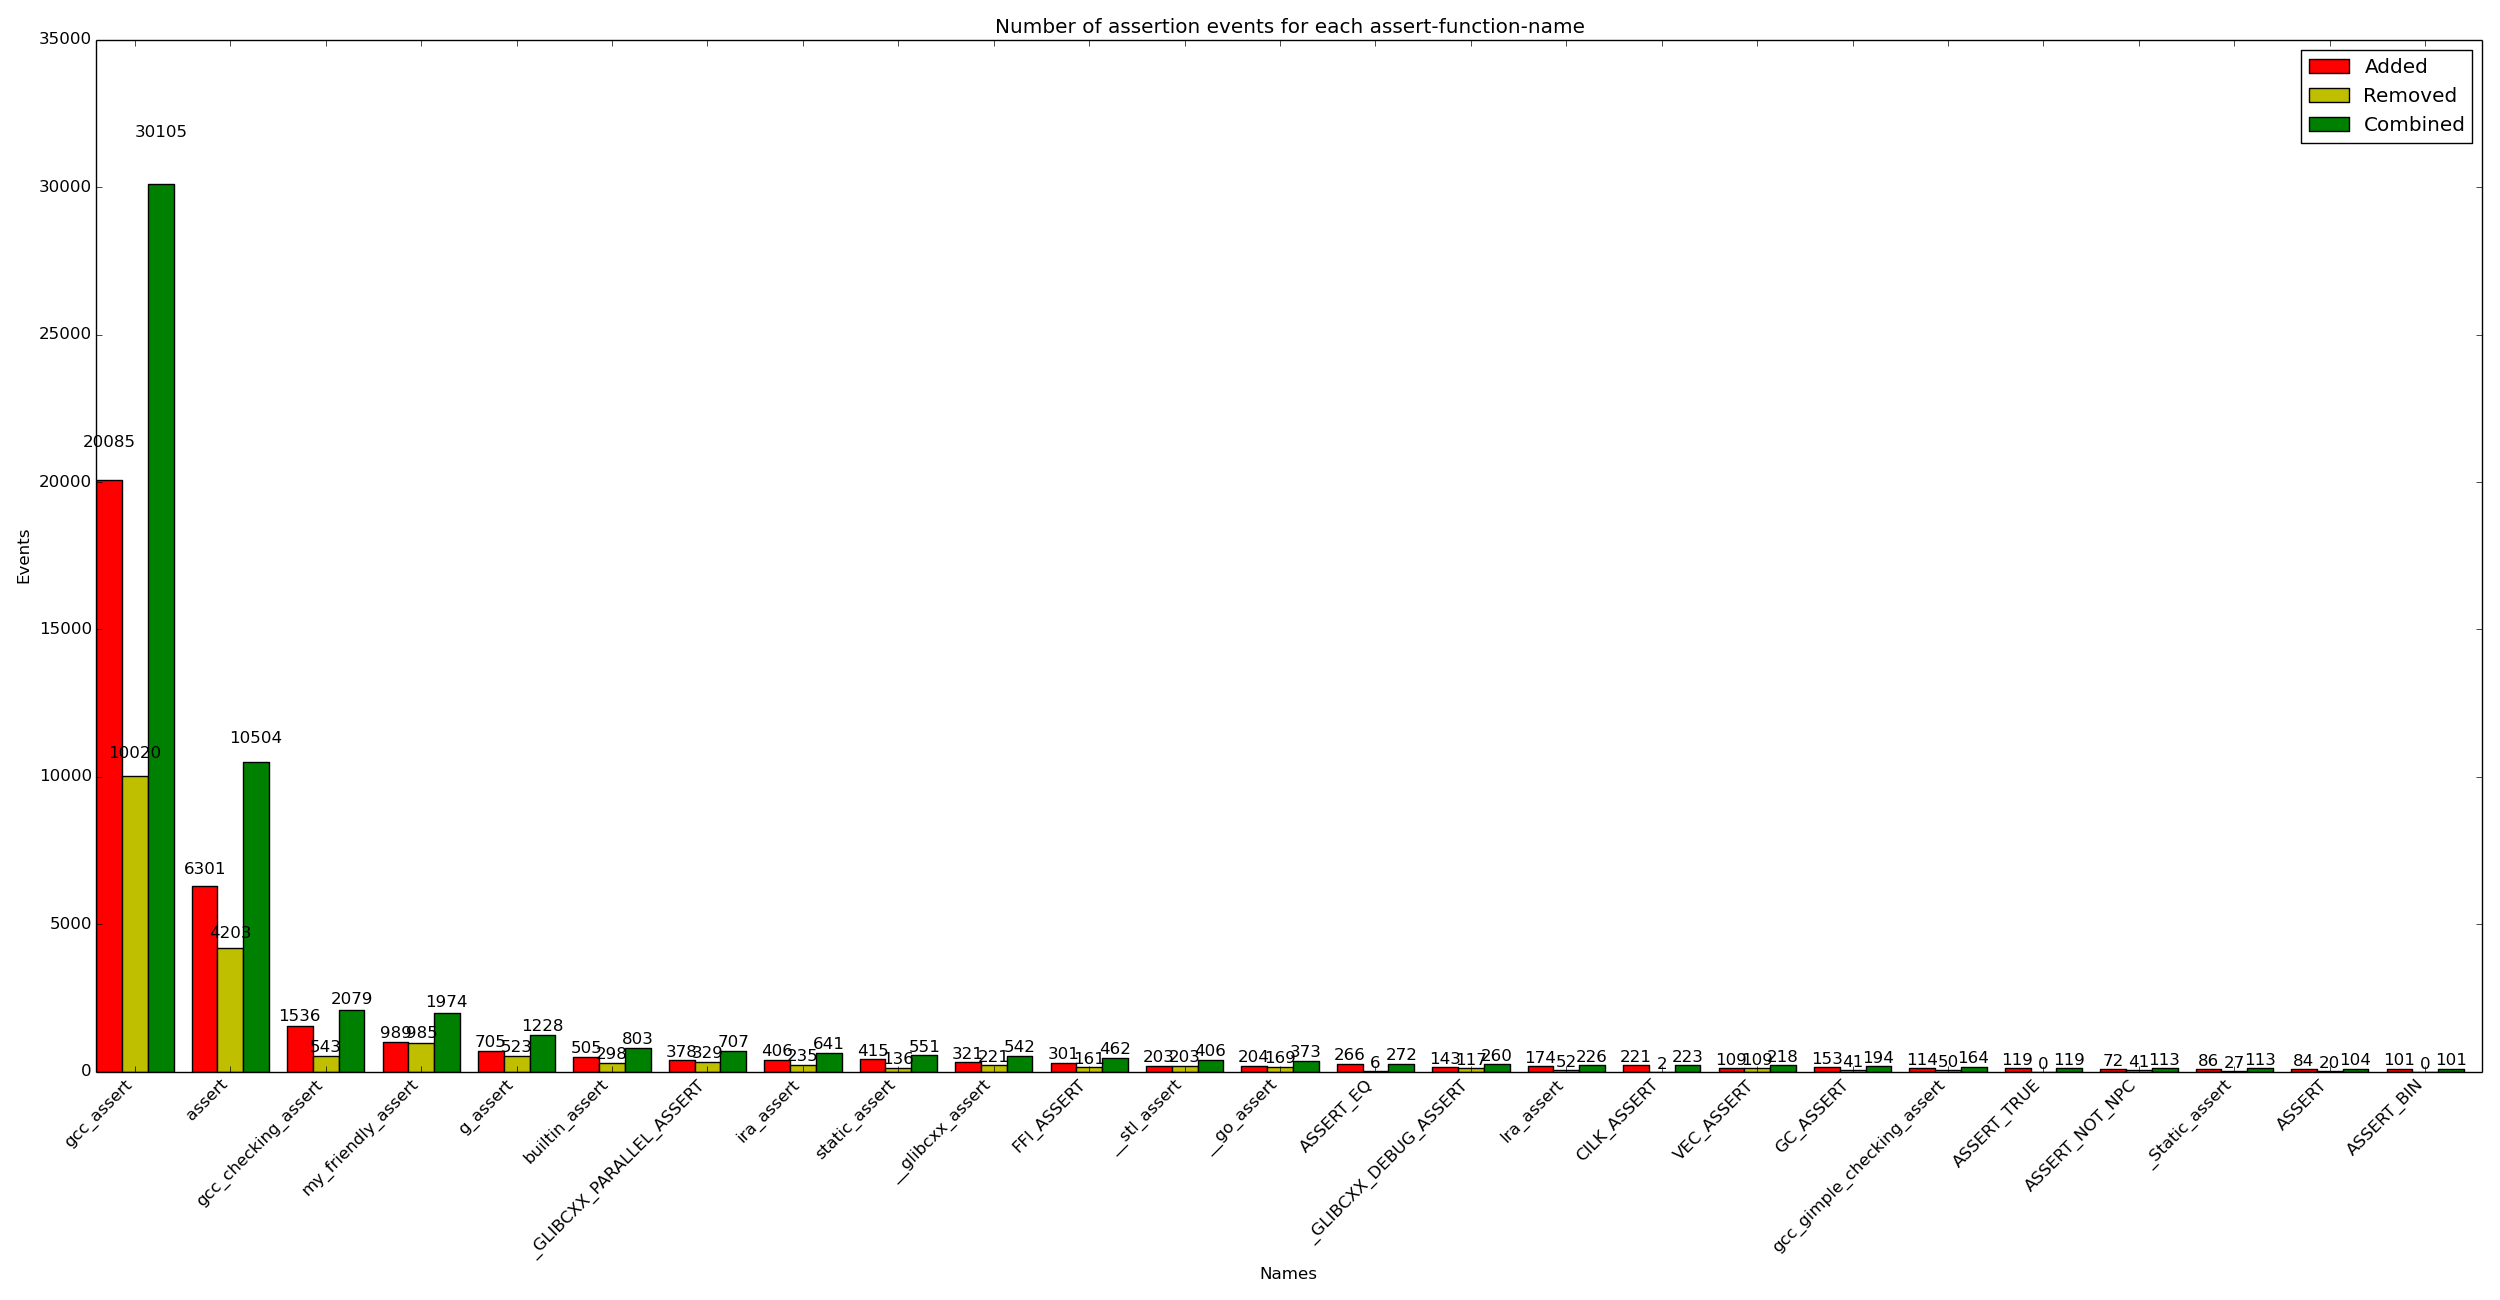 Number of assertion events for each assert-function-name
35000
30000
25000
20000
15000
10000
5000
0
Events
Added
Removed
Combined
20085
10020
30105
6301
4203
10504
1536
543
2079
989
985
1974
705
523
1228
505
298
803
378
329
707
406
235
641
415
136
551
321
221
542
301
161
462
203
203
406
204
169
373
266
6
272
143
117
260
174
52
226
221
2
223
109
109
218
153
41
194
114
50
164
119
0
119
72
41
113
86
27
113
84
20
104
101
0
101
gcc_assert
assert
gcc_checking_assert
my_friendly_assert
g_assert
builtin_assert
_GLIBCXX_PARALLEL_ASSERT
ira_assert
static_assert
__glibcxx_assert
FFI_ASSERT
__stl_assert
__go_assert
ASSERT_EQ
_GLIBCXX_DEBUG_ASSERT
lra_assert
CILK_ASSERT
VEC_ASSERT
GC_ASSERT
gcc_gimple_checking_assert
ASSERT_TRUE
ASSERT_NOT_NPC
_Static_assert
ASSERT
ASSERT_BIN
Names